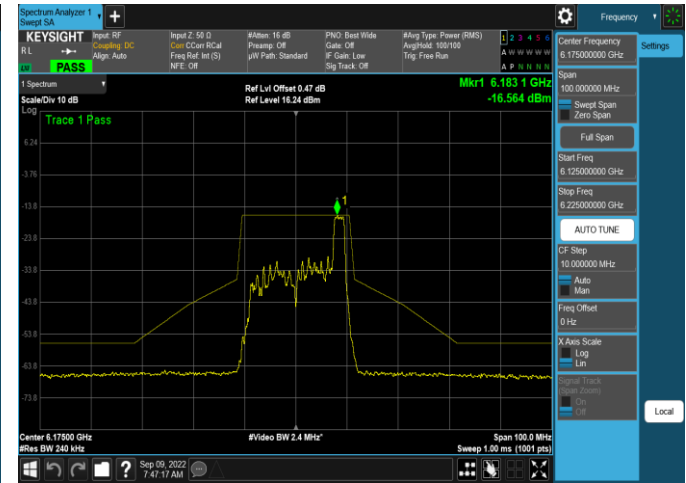 Spectrum Analyzer 1
Swept SA
Frequency
KEYSIGHT
R L
LW
PASS
Input: RF
Coupling: DC
Align: Auto
Input Z: 50 Ω
Corr CCorr RCal
Freq Ref: Int (S)
NFE: Off
#Atten: 16 dB
Preamp: Off
µW Path: Standard
PNO: Best Wide
Gate: Off
IF Gain: Low
Sig Track: Off
#Avg Type: Power (RMS)
Avg|Hold: 100/100
Trig: Free Run
1 2 3 4 5 6
A W W W W W
A P N N N N
1 Spectrum
Scale/Div 10 dB
Ref Lvl Offset 0.47 dB
Ref Level 16.24 dBm
Mkr1 6.183 1 GHz
-16.564 dBm
Log
Trace 1 Pass
6.24
-3.76
-13.8
-23.8
-33.8
-43.8
-53.8
-63.8
-73.8
1
Center 6.17500 GHz
#Res BW 240 kHz
#Video BW 2.4 MHz*
Span 100.0 MHz
Sweep 1.00 ms (1001 pts)
Sep 09, 2022
7:47:17 AM
Settings
Center Frequency
6.175000000 GHz
Span
100.000000 MHz
Swept Span
Zero Span
Full Span
Start Freq
6.125000000 GHz
Stop Freq
6.225000000 GHz
AUTO TUNE
CF Step
10.000000 MHz
Auto
Man
Freq Offset
0 Hz
X Axis Scale
Log
Lin
Signal Track
(Span Zoom)
On
Off
Local